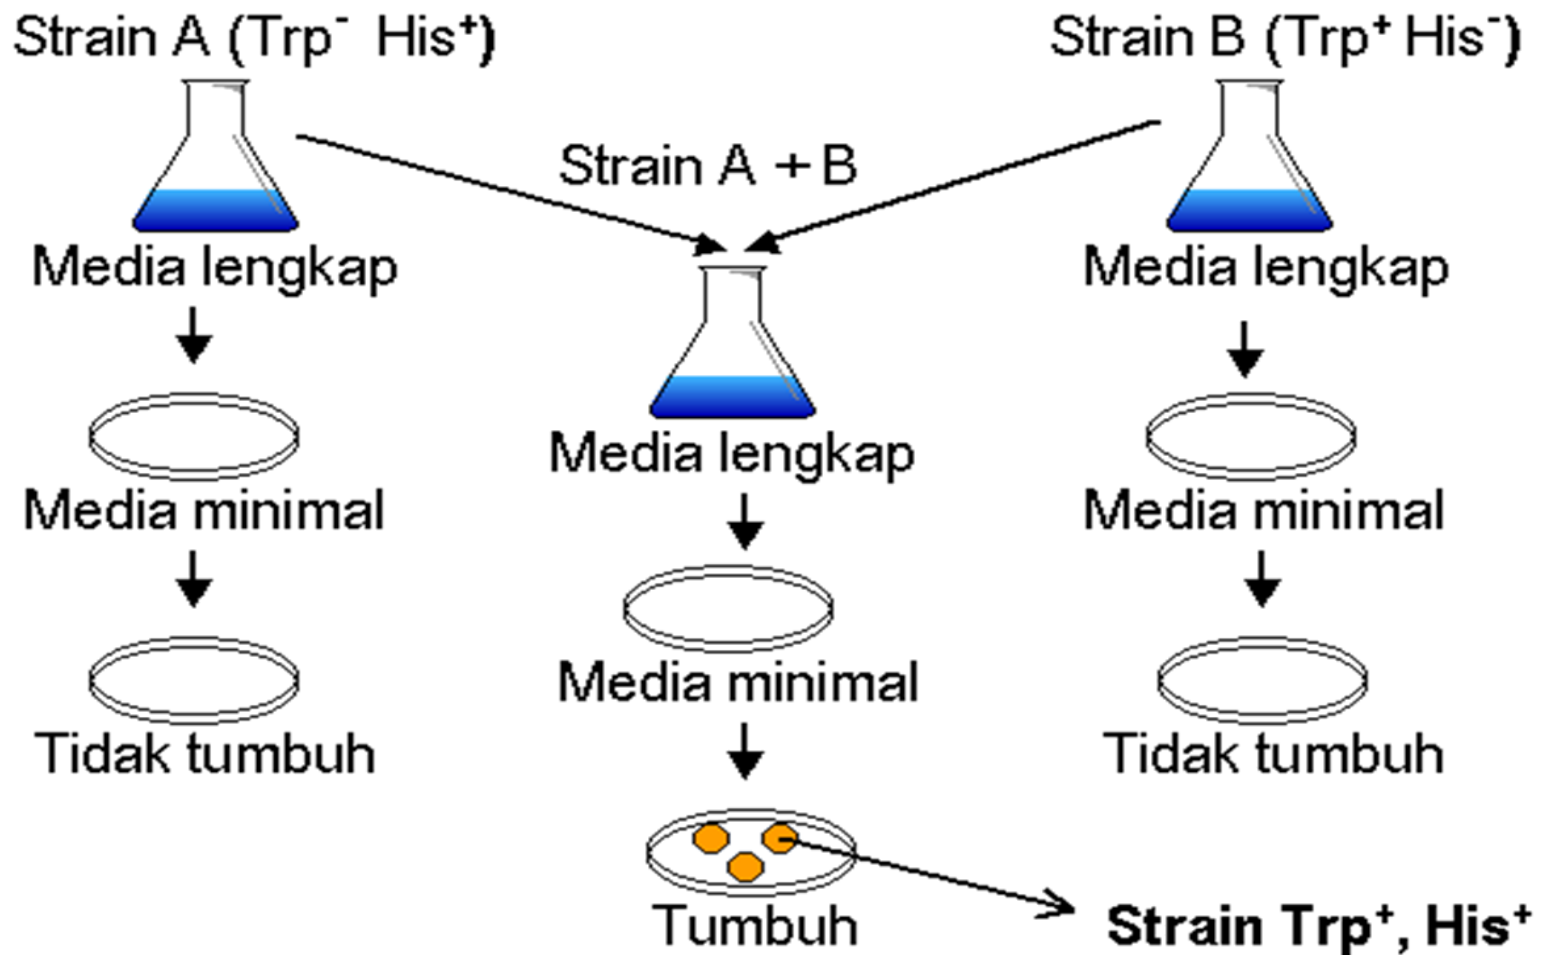 Strain A (Trp⁻ His⁺)
Strain B (Trp⁺ His⁻)
Strain A + B
Media lengkap
Media lengkap
Media lengkap
Media minimal
Media minimal
Media minimal
Tidak tumbuh
Tidak tumbuh
Tumbuh
Strain Trp⁺, His⁺